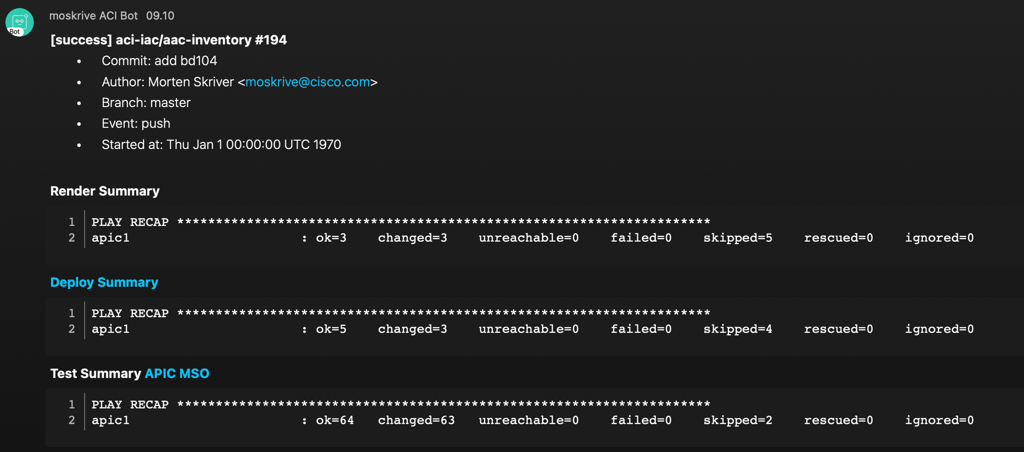 moskrive ACI Bot 09.10
Bot
[success] aci-iac/aac-inventory #194
• Commit: add bd104
• Author: Morten Skriver <moskrive@cisco.com>
• Branch: master
• Event: push
• Started at: Thu Jan 1 00:00:00 UTC 1970
Render Summary
1 PLAY RECAP *********************************************************************
2 apic1 : ok=3 changed=3 unreachable=0 failed=0 skipped=5 rescued=0 ignored=0
Deploy Summary
1 PLAY RECAP *********************************************************************
2 apic1 : ok=5 changed=3 unreachable=0 failed=0 skipped=4 rescued=0 ignored=0
Test Summary APIC MSO
1 PLAY RECAP *********************************************************************
2 apic1 : ok=64 changed=63 unreachable=0 failed=0 skipped=2 rescued=0 ignored=0